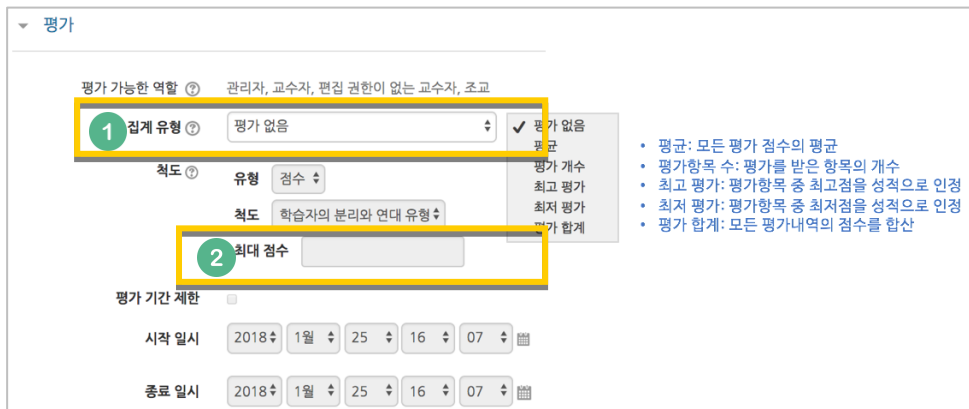 평가
평가 가능한 역할 관리자, 교수자, 편집 권한이 없는 교수자, 조교
1 집계 유형 평가 없음
✓ 평가 없음
평균
평가 개수
최고 평가
최저 평가
평가 합계
• 평균: 모든 평가 점수의 평균
• 평가항목 수: 평가를 받은 항목의 개수
• 최고 평가: 평가항목 중 최고점을 성적으로 인정
• 최저 평가: 평가항목 중 최저점을 성적으로 인정
• 평가 합계: 모든 평가내역의 점수를 합산
척도 유형 점수
척도 학습자의 분리와 연대 유형
2 최대 점수
평가 기간 제한
시작 일시 2018 1월 25 16 07
종료 일시 2018 1월 25 16 07